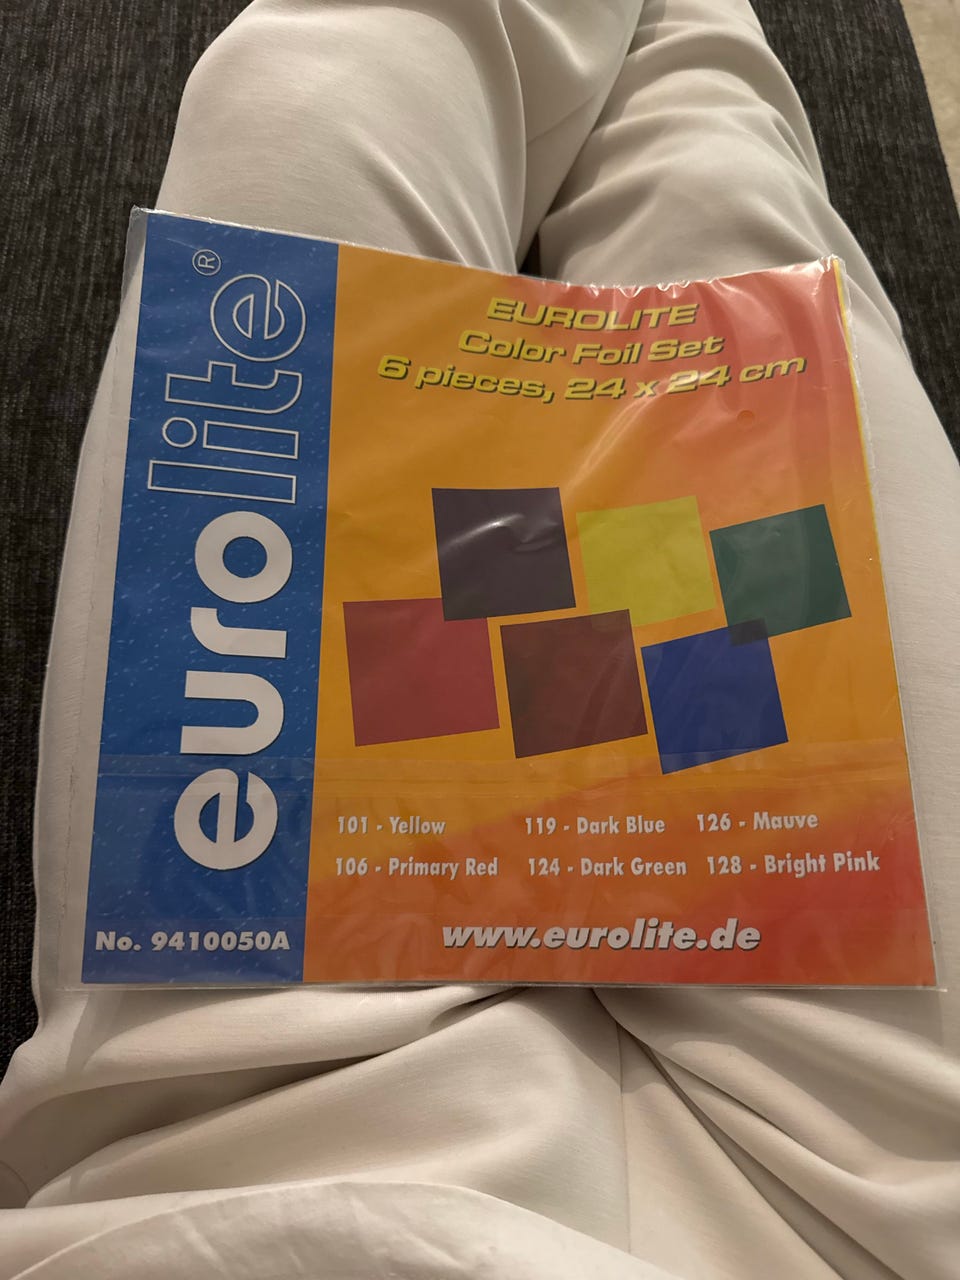 eurolite®
EUROLITE
Color Foil Set
6 pieces, 24 x 24 cm
101 - Yellow 119 - Dark Blue 126 - Mauve
106 - Primary Red 124 - Dark Green 128 - Bright Pink
No. 9410050A www.eurolite.de